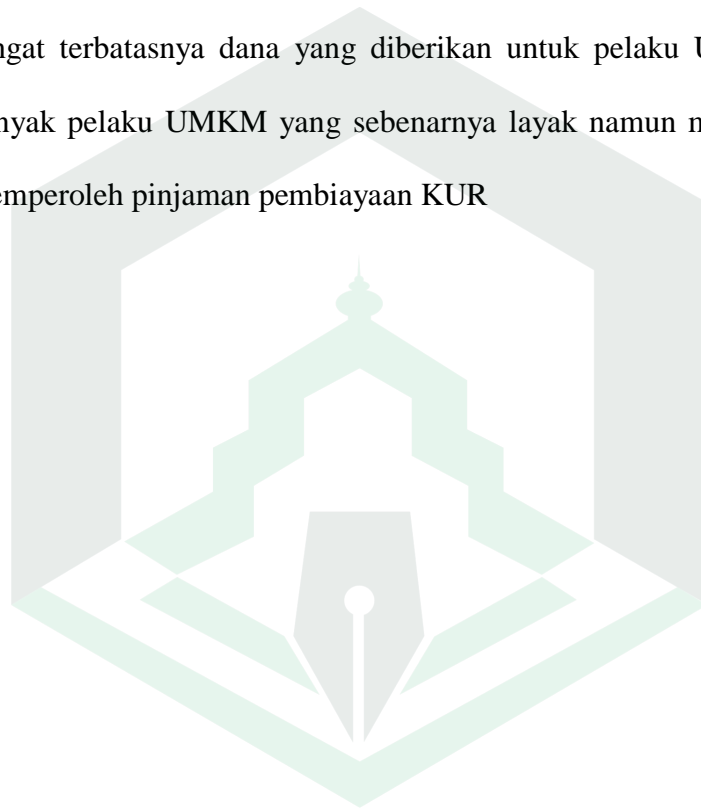 ngat terbatasnya dana yang diberikan untuk pelaku U
nyak pelaku UMKM yang sebenarnya layak namun
emperoleh pinjaman pembiayaan KUR